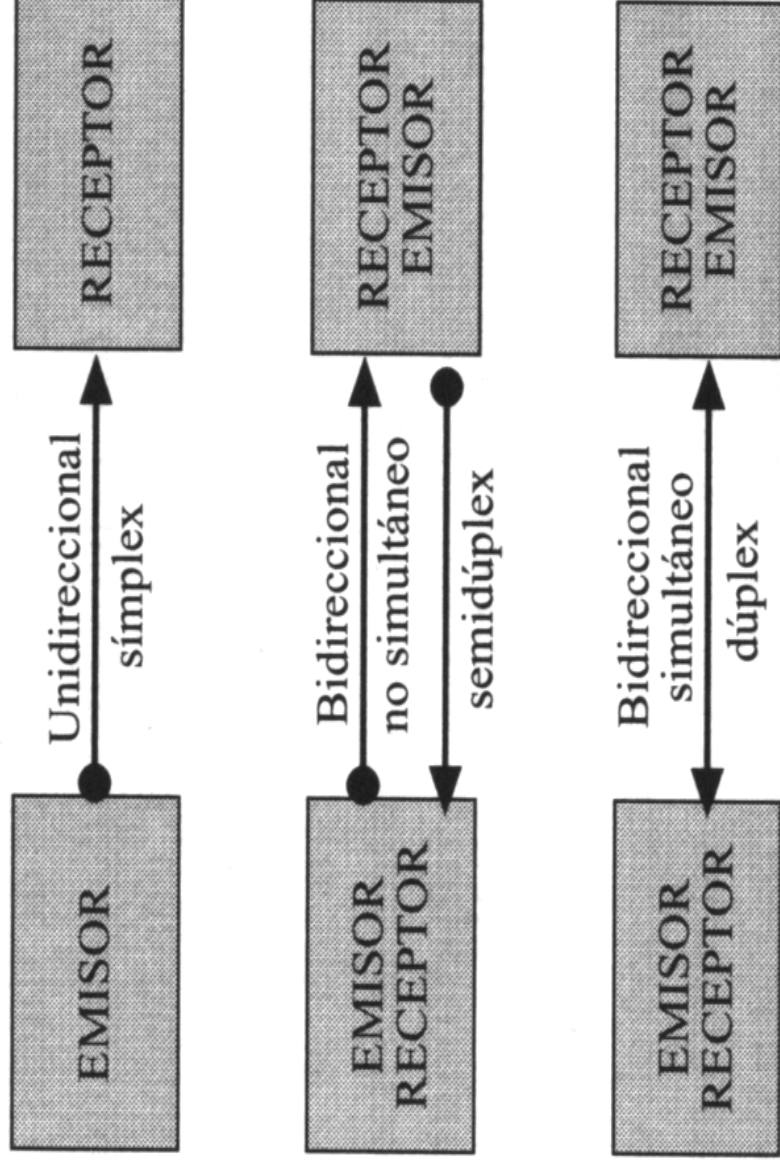 EMISOR
Unidireccional
símplex
RECEPTOR
EMISOR
RECEPTOR
Bidireccional
no simultáneo
semidúplex
RECEPTOR
EMISOR
EMISOR
RECEPTOR
Bidireccional
simultáneo
dúplex
RECEPTOR
EMISOR